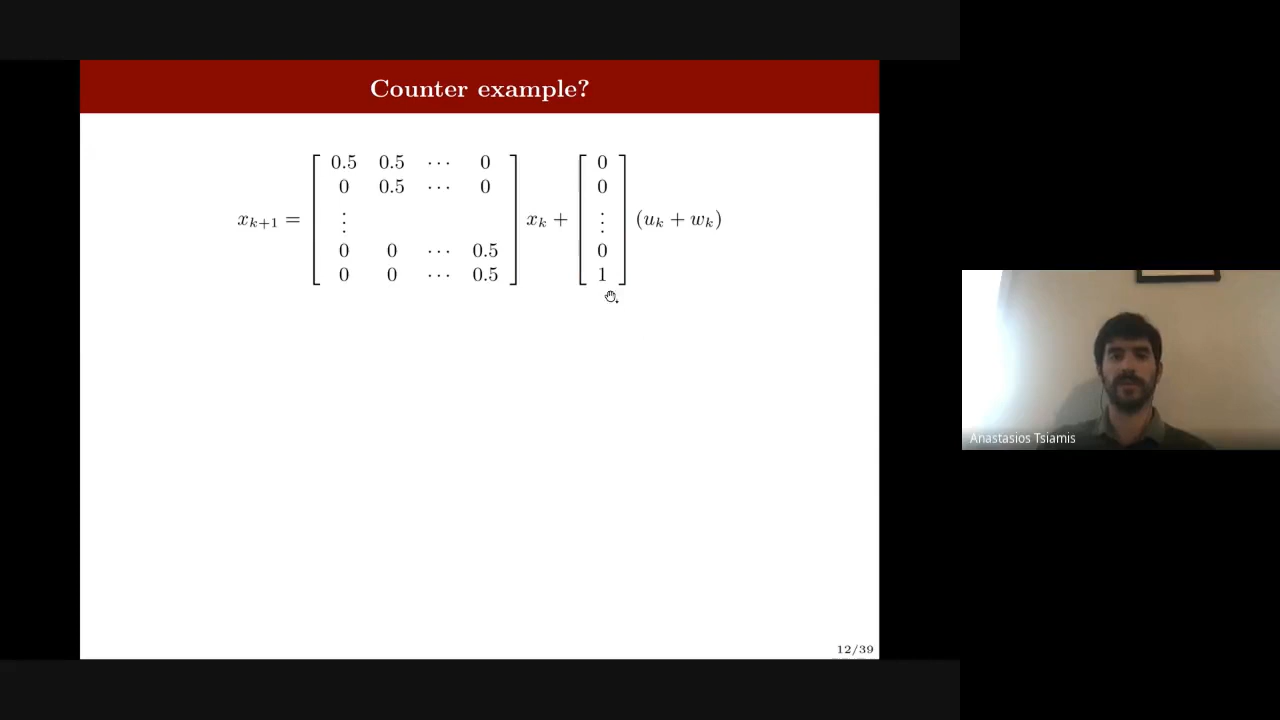 Counter example?
x_{k+1} = [ 0.5 0.5 ⋯ 0 ; 0 0.5 ⋯ 0 ; ⋮ ; 0 0 ⋯ 0.5 ; 0 0 ⋯ 0.5 ] x_k + [ 0 ; 0 ; ⋮ ; 0 ; 1 ] (u_k + w_k)
Anastasios Tsiamis
12/39